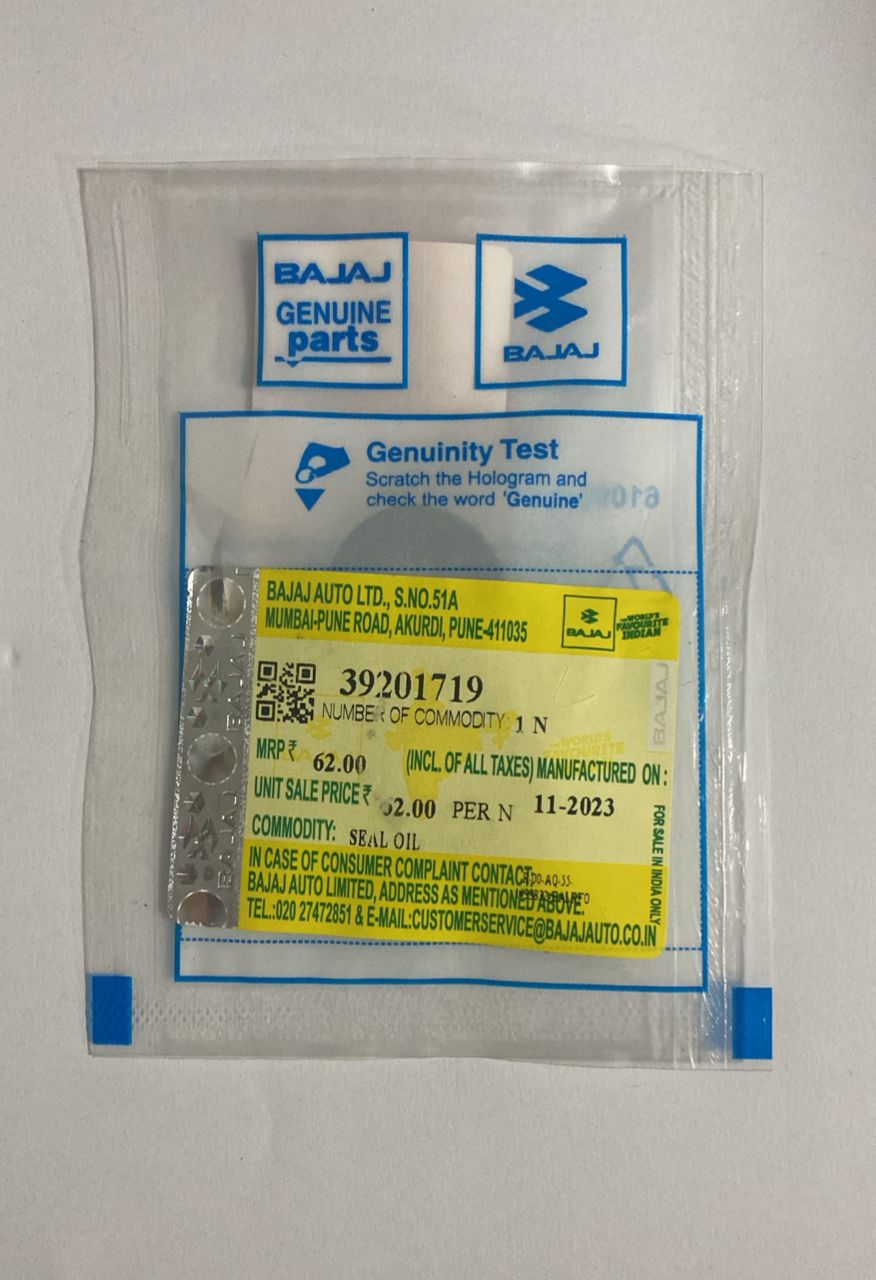 BAJAJ
GENUINE
parts
BAJAJ
Genuinity Test
Scratch the Hologram and
check the word 'Genuine'
BAJAJ AUTO LTD., S.NO.51A
MUMBAI-PUNE ROAD, AKURDI, PUNE-411035
BAJAJ
THE WORLD'S
FAVOURITE
INDIAN
39201719
NUMBER OF COMMODITY: 1 N
MRP ₹ 62.00 (INCL. OF ALL TAXES) MANUFACTURED ON :
UNIT SALE PRICE ₹ 62.00 PER N 11-2023
COMMODITY: SEAL OIL
IN CASE OF CONSUMER COMPLAINT CONTACT,
BAJAJ AUTO LIMITED, ADDRESS AS MENTIONED ABOVE.
TEL.:020 27472851 & E-MAIL:CUSTOMERSERVICE@BAJAJAUTO.CO.IN
FOR SALE IN INDIA ONLY
BAJAJ
BAJAJ
BAJAJ